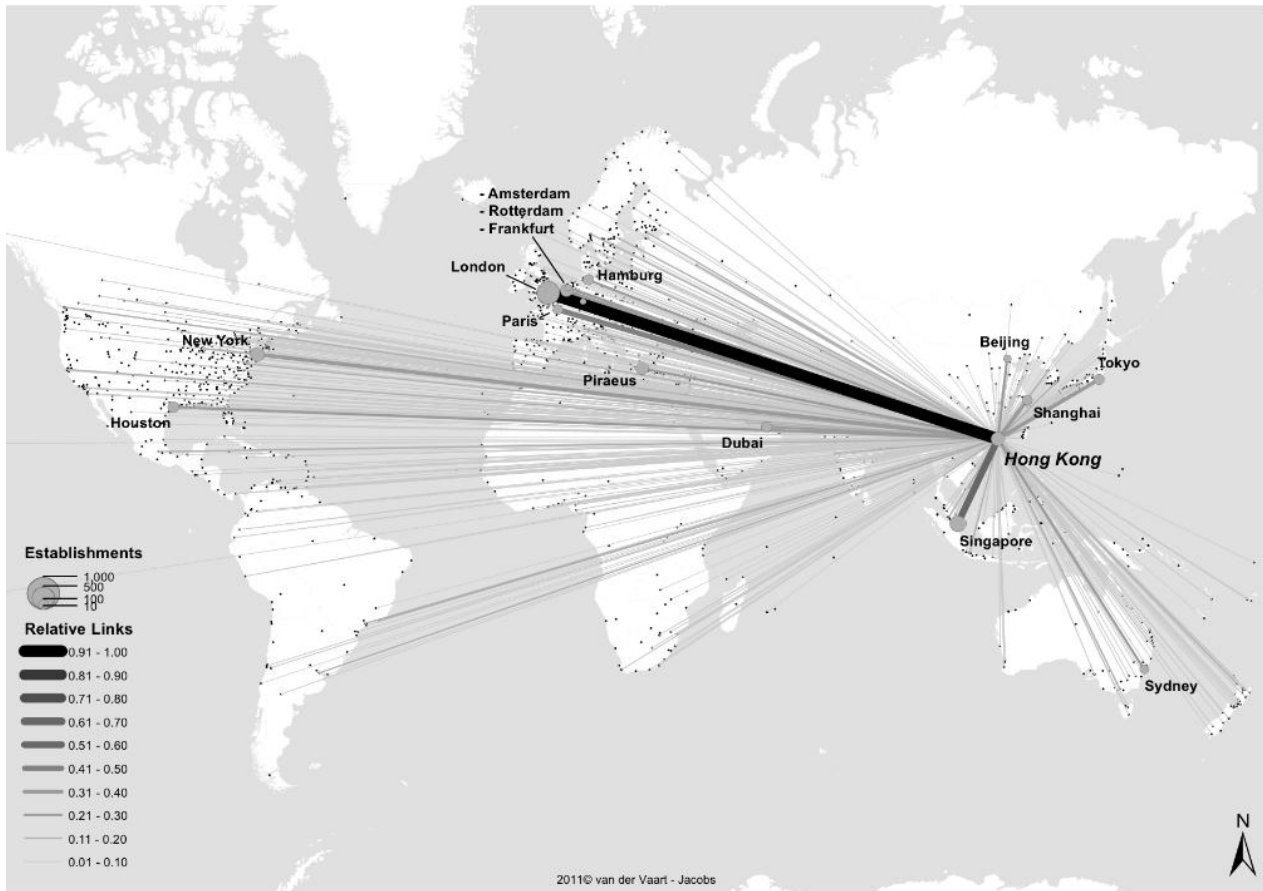 - Amsterdam
- Rotterdam
- Frankfurt
London
Hamburg
Paris
New York
Piraeus
Houston
Dubai
Beijing
Tokyo
Shanghai
Hong Kong
Singapore
Sydney
Establishments
1,000
500
100
10
Relative Links
0.91 - 1.00
0.81 - 0.90
0.71 - 0.80
0.61 - 0.70
0.51 - 0.60
0.41 - 0.50
0.31 - 0.40
0.21 - 0.30
0.11 - 0.20
0.01 - 0.10
N
2011© van der Vaart - Jacobs